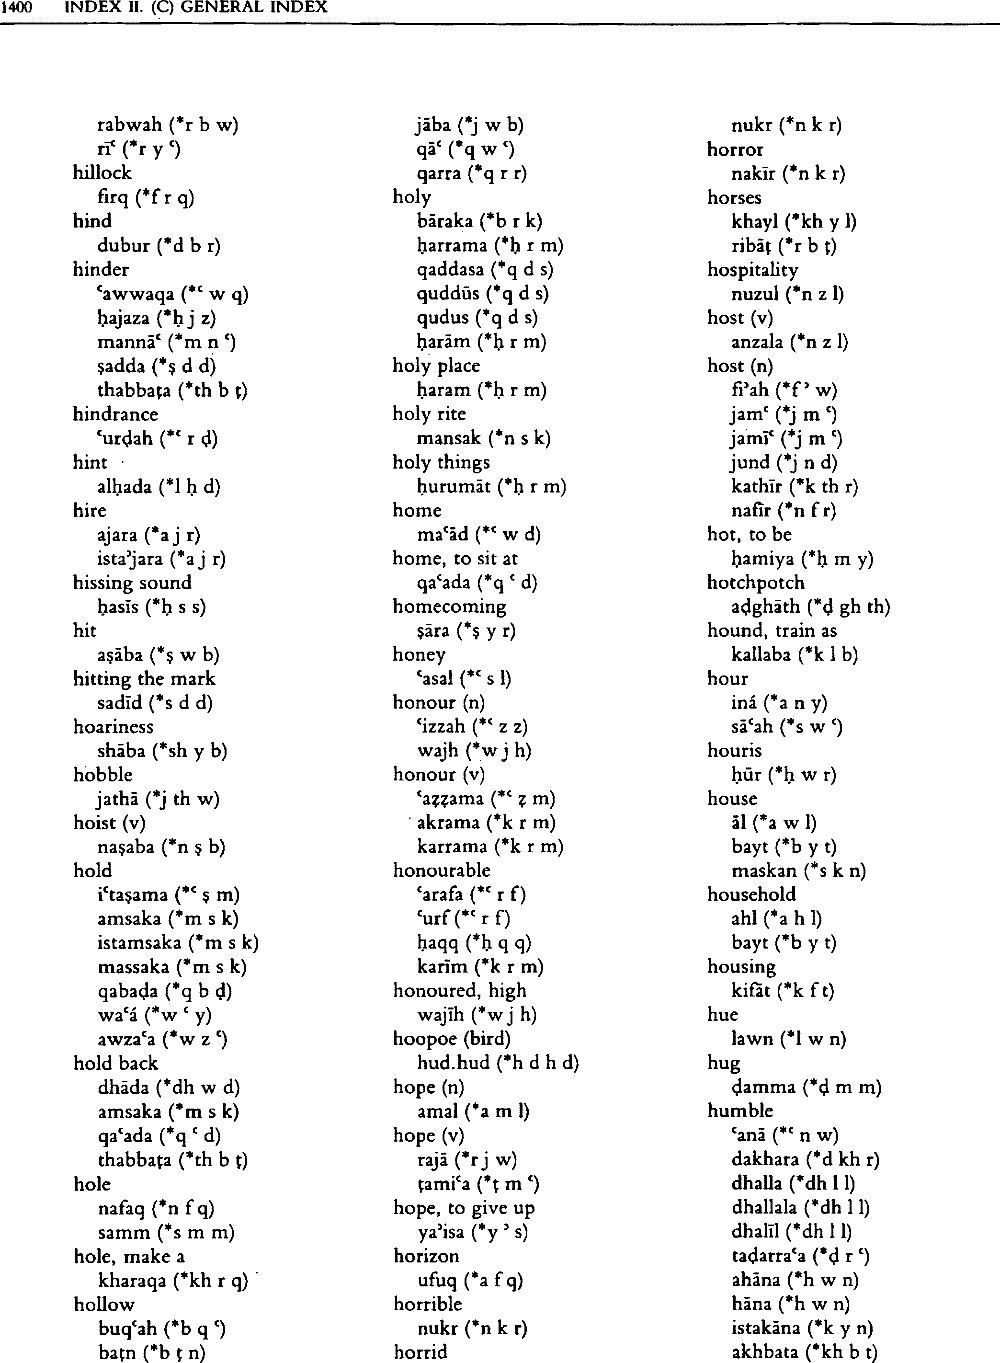 1400 INDEX II. (C) GENERAL INDEX
rabwah (*r b w)
rīʿ (*r y ʿ)
hillock
firq (*f r q)
hind
dubur (*d b r)
hinder
ʿawwaqa (*ʿ w q)
ḥajaza (*ḥ j z)
mannāʿ (*m n ʿ)
ṣadda (*ṣ d d)
thabbaṭa (*th b ṭ)
hindrance
ʿurḍah (*ʿ r ḍ)
hint
alḥada (*l ḥ d)
hire
ajara (*a j r)
istaʾjara (*a j r)
hissing sound
ḥasīs (*ḥ s s)
hit
aṣāba (*ṣ w b)
hitting the mark
sadīd (*s d d)
hoariness
shāba (*sh y b)
hobble
jathā (*j th w)
hoist (v)
naṣaba (*n ṣ b)
hold
iʿtaṣama (*ʿ ṣ m)
amsaka (*m s k)
istamsaka (*m s k)
massaka (*m s k)
qabaḍa (*q b ḍ)
waʿá (*w ʿ y)
awzaʿa (*w z ʿ)
hold back
dhāda (*dh w d)
amsaka (*m s k)
qaʿada (*q ʿ d)
thabbaṭa (*th b ṭ)
hole
nafaq (*n f q)
samm (*s m m)
hole, make a
kharaqa (*kh r q)
hollow
buqʿah (*b q ʿ)
baṭn (*b ṭ n)
jāba (*j w b)
qāʿ (*q w ʿ)
qarra (*q r r)
holy
bāraka (*b r k)
ḥarrama (*ḥ r m)
qaddasa (*q d s)
quddūs (*q d s)
qudus (*q d s)
ḥarām (*ḥ r m)
holy place
ḥaram (*ḥ r m)
holy rite
mansak (*n s k)
holy things
ḥurumāt (*ḥ r m)
home
maʿād (*ʿ w d)
home, to sit at
qaʿada (*q ʿ d)
homecoming
ṣāra (*ṣ y r)
honey
ʿasal (*ʿ s l)
honour (n)
ʿizzah (*ʿ z z)
wajh (*w j h)
honour (v)
ʿaẓẓama (*ʿ ẓ m)
akrama (*k r m)
karrama (*k r m)
honourable
ʿarafa (*ʿ r f)
ʿurf (*ʿ r f)
ḥaqq (*ḥ q q)
karīm (*k r m)
honoured, high
wajīh (*w j h)
hoopoe (bird)
hud.hud (*h d h d)
hope (n)
amal (*a m l)
hope (v)
rajā (*r j w)
ṭamiʿa (*ṭ m ʿ)
hope, to give up
yaʾisa (*y ʾ s)
horizon
ufuq (*a f q)
horrible
nukr (*n k r)
horrid
nukr (*n k r)
horror
nakīr (*n k r)
horses
khayl (*kh y l)
ribāṭ (*r b ṭ)
hospitality
nuzul (*n z l)
host (v)
anzala (*n z l)
host (n)
fiʾah (*f ʾ w)
jamʿ (*j m ʿ)
jamīʿ (*j m ʿ)
jund (*j n d)
kathīr (*k th r)
nafīr (*n f r)
hot, to be
ḥamiya (*ḥ m y)
hotchpotch
aḍghāth (*ḍ gh th)
hound, train as
kallaba (*k l b)
hour
iná (*a n y)
sāʿah (*s w ʿ)
houris
ḥūr (*ḥ w r)
house
āl (*a w l)
bayt (*b y t)
maskan (*s k n)
household
ahl (*a h l)
bayt (*b y t)
housing
kifāt (*k f t)
hue
lawn (*l w n)
hug
ḍamma (*ḍ m m)
humble
ʿanā (*ʿ n w)
dakhara (*d kh r)
dhalla (*dh l l)
dhallala (*dh l l)
dhalīl (*dh l l)
taḍarraʿa (*ḍ r ʿ)
ahāna (*h w n)
hāna (*h w n)
istakāna (*k y n)
akhbata (*kh b t)